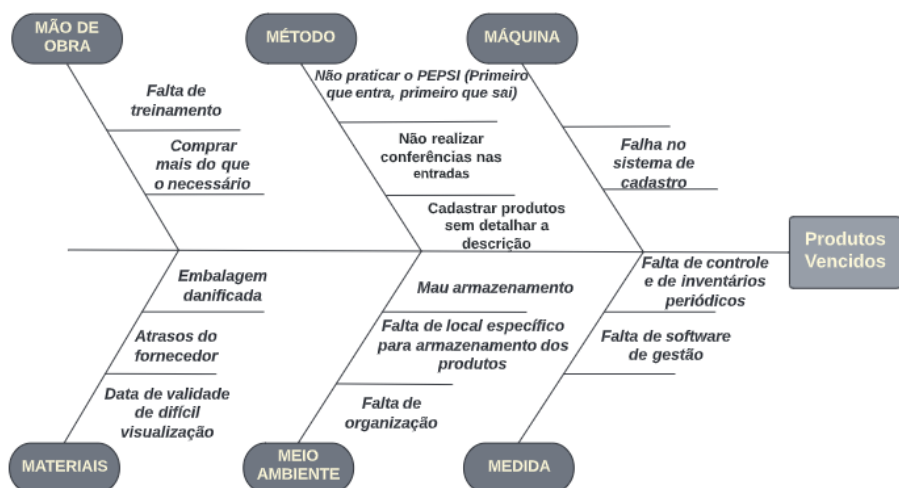 MÃO DE
OBRA
MÉTODO
MÁQUINA
Falta de
treinamento
Comprar
mais do que
o necessário
Não praticar o PEPSI (Primeiro
que entra, primeiro que sai)
Não realizar
conferências nas
entradas
Cadastrar produtos
sem detalhar a
descrição
Falha no
sistema de
cadastro
Produtos
Vencidos
Embalagem
danificada
Atrasos do
fornecedor
Data de validade
de difícil
visualização
Mau armazenamento
Falta de local específico
para armazenamento dos
produtos
Falta de
organização
Falta de controle
e de inventários
periódicos
Falta de software
de gestão
MATERIAIS
MEIO
AMBIENTE
MEDIDA